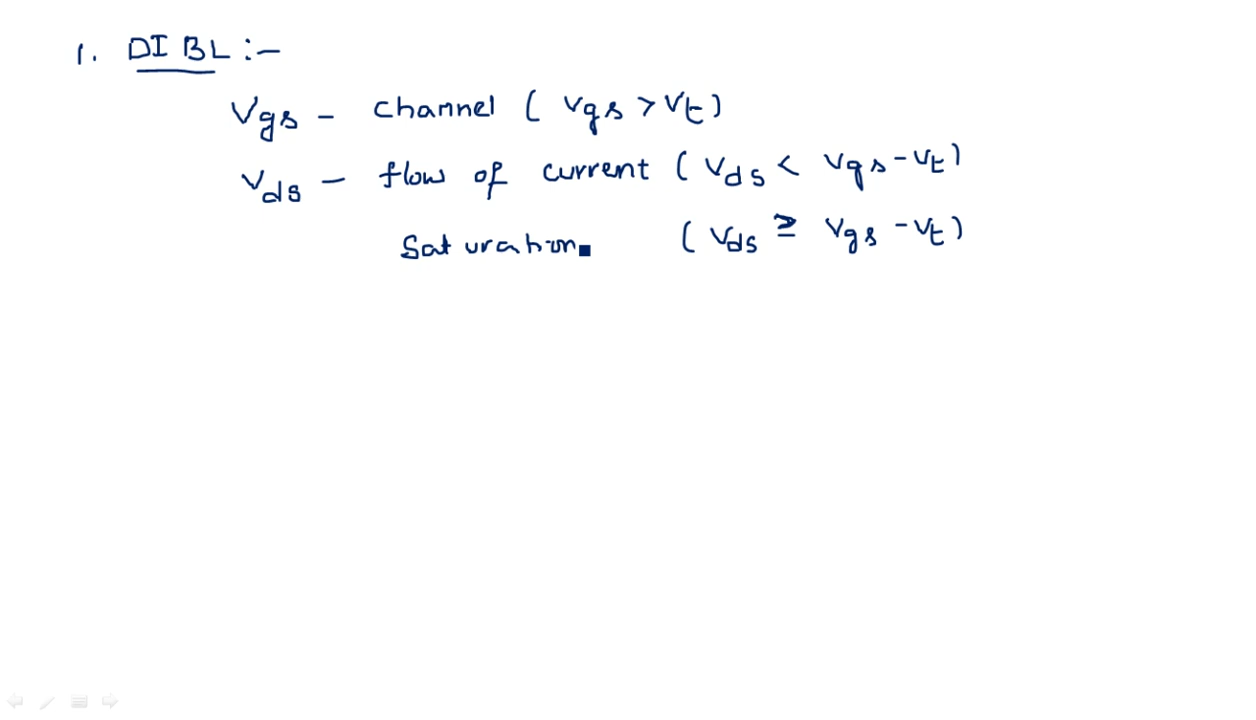 1. DIBL :-
Vgs - channel ( Vgs > Vt)
Vds - flow of current ( Vds < Vgs - Vt)
Saturation ( Vds ≥ Vgs - Vt)